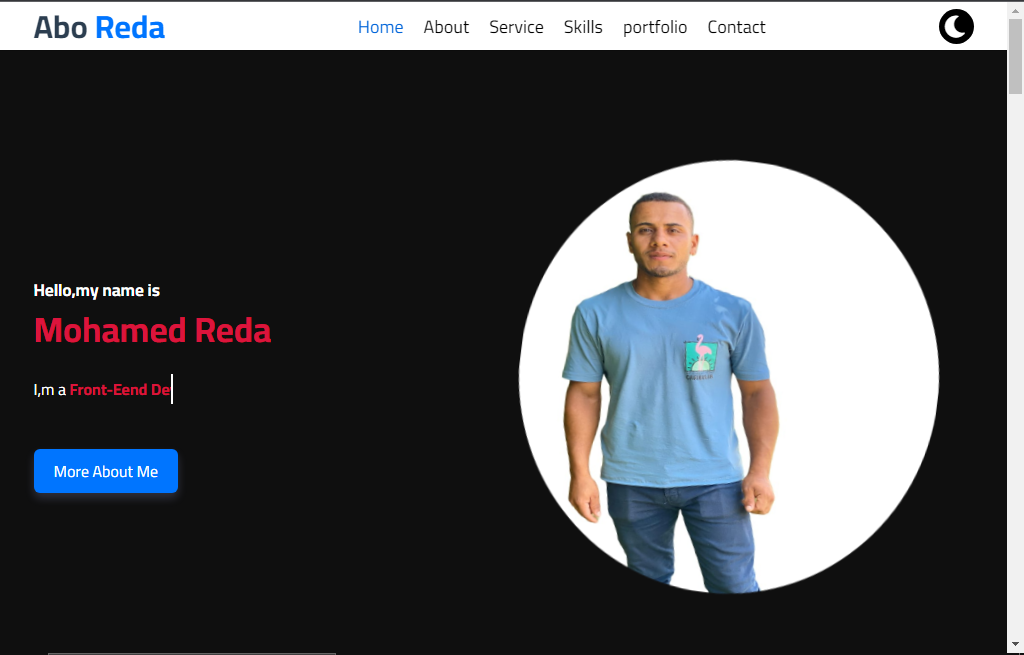 Abo Reda
Home About Service Skills portfolio Contact
Hello,my name is
Mohamed Reda
I,m a Front-Eend De
More About Me